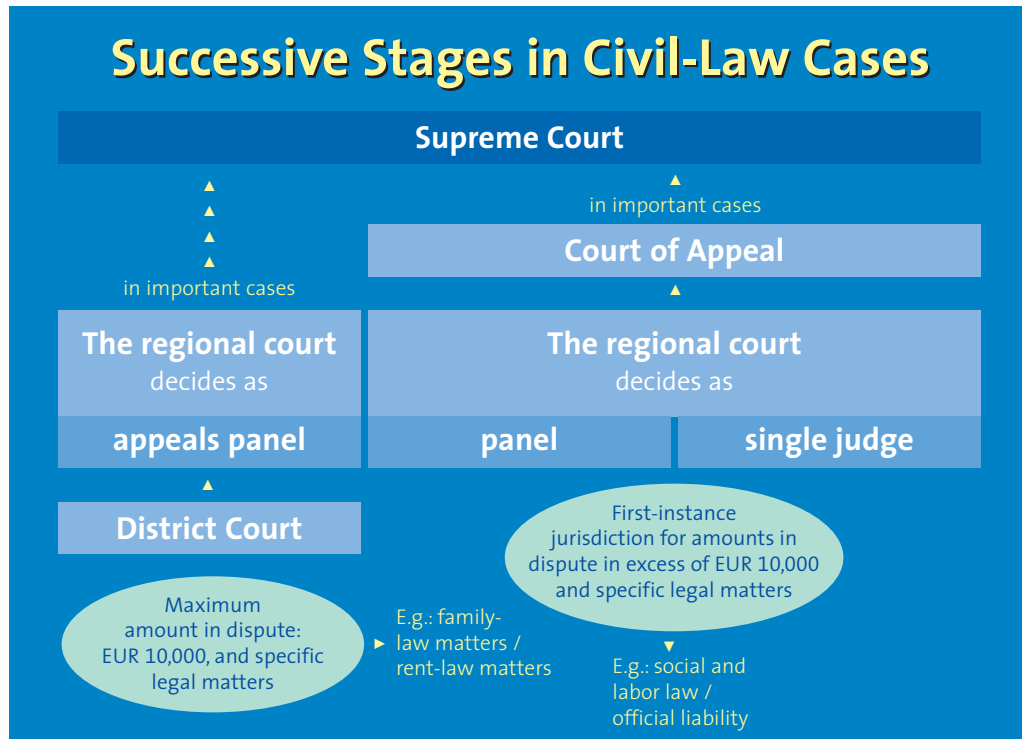 Successive Stages in Civil-Law Cases
Supreme Court
in important cases
Court of Appeal
in important cases
The regional court
decides as
appeals panel
The regional court
decides as
panel
single judge
District Court
First-instance
jurisdiction for amounts in
dispute in excess of EUR 10,000
and specific legal matters
Maximum
amount in dispute:
EUR 10,000, and specific
legal matters
E.g.: family-
law matters /
rent-law matters
E.g.: social and
labor law /
official liability